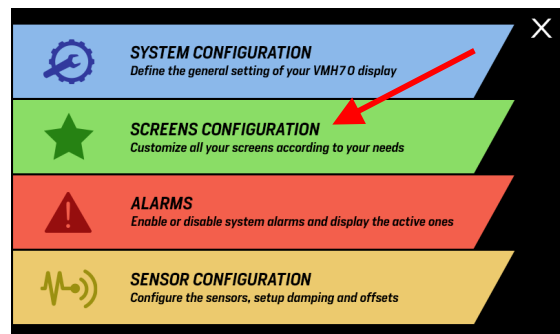 X
SYSTEM CONFIGURATION
Define the general setting of your VMH70 display
SCREENS CONFIGURATION
Customize all your screens according to your needs
ALARMS
Enable or disable system alarms and display the active ones
SENSOR CONFIGURATION
Configure the sensors, setup damping and offsets